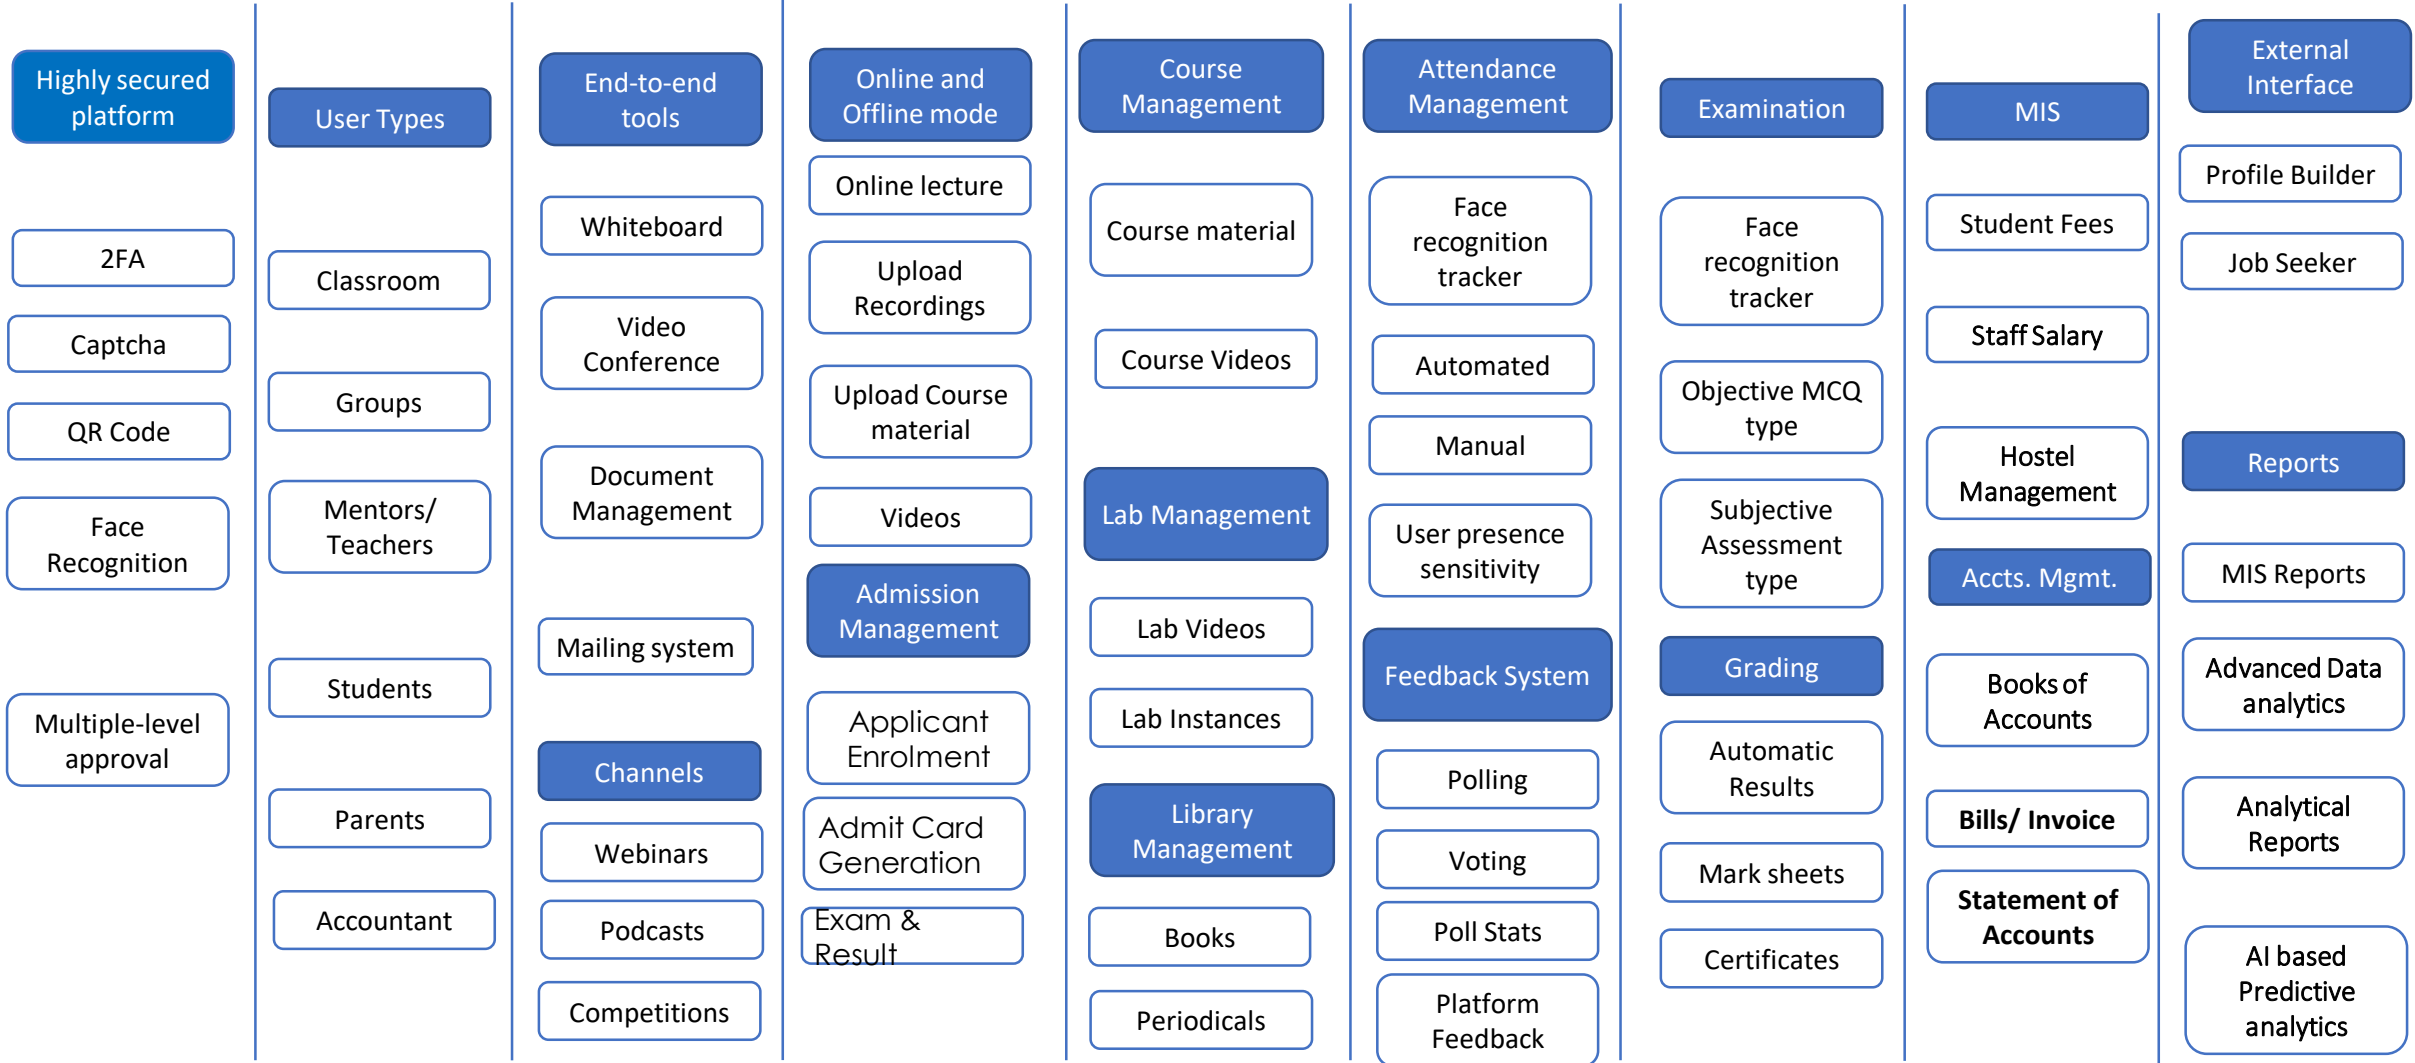 Highly secured
platform
2FA
Captcha
QR Code
Face
Recognition
Multiple-level
approval
User Types
Classroom
Groups
Mentors/
Teachers
Students
Parents
Accountant
End-to-end
tools
Whiteboard
Video
Conference
Document
Management
Mailing system
Channels
Webinars
Podcasts
Competitions
Online and
Offline mode
Online lecture
Upload
Recordings
Upload Course
material
Videos
Admission
Management
Applicant
Enrolment
Admit Card
Generation
Exam &
Result
Course
Management
Course material
Course Videos
Lab Management
Lab Videos
Lab Instances
Library
Management
Books
Periodicals
Attendance
Management
Face
recognition
tracker
Automated
Manual
User presence
sensitivity
Feedback System
Polling
Voting
Poll Stats
Platform
Feedback
Examination
Face
recognition
tracker
Objective MCQ
type
Subjective
Assessment
type
Grading
Automatic
Results
Mark sheets
Certificates
MIS
Student Fees
Staff Salary
Hostel
Management
Accts. Mgmt.
Books of
Accounts
Bills/ Invoice
Statement of
Accounts
External
Interface
Profile Builder
Job Seeker
Reports
MIS Reports
Advanced Data
analytics
Analytical
Reports
AI based
Predictive
analytics